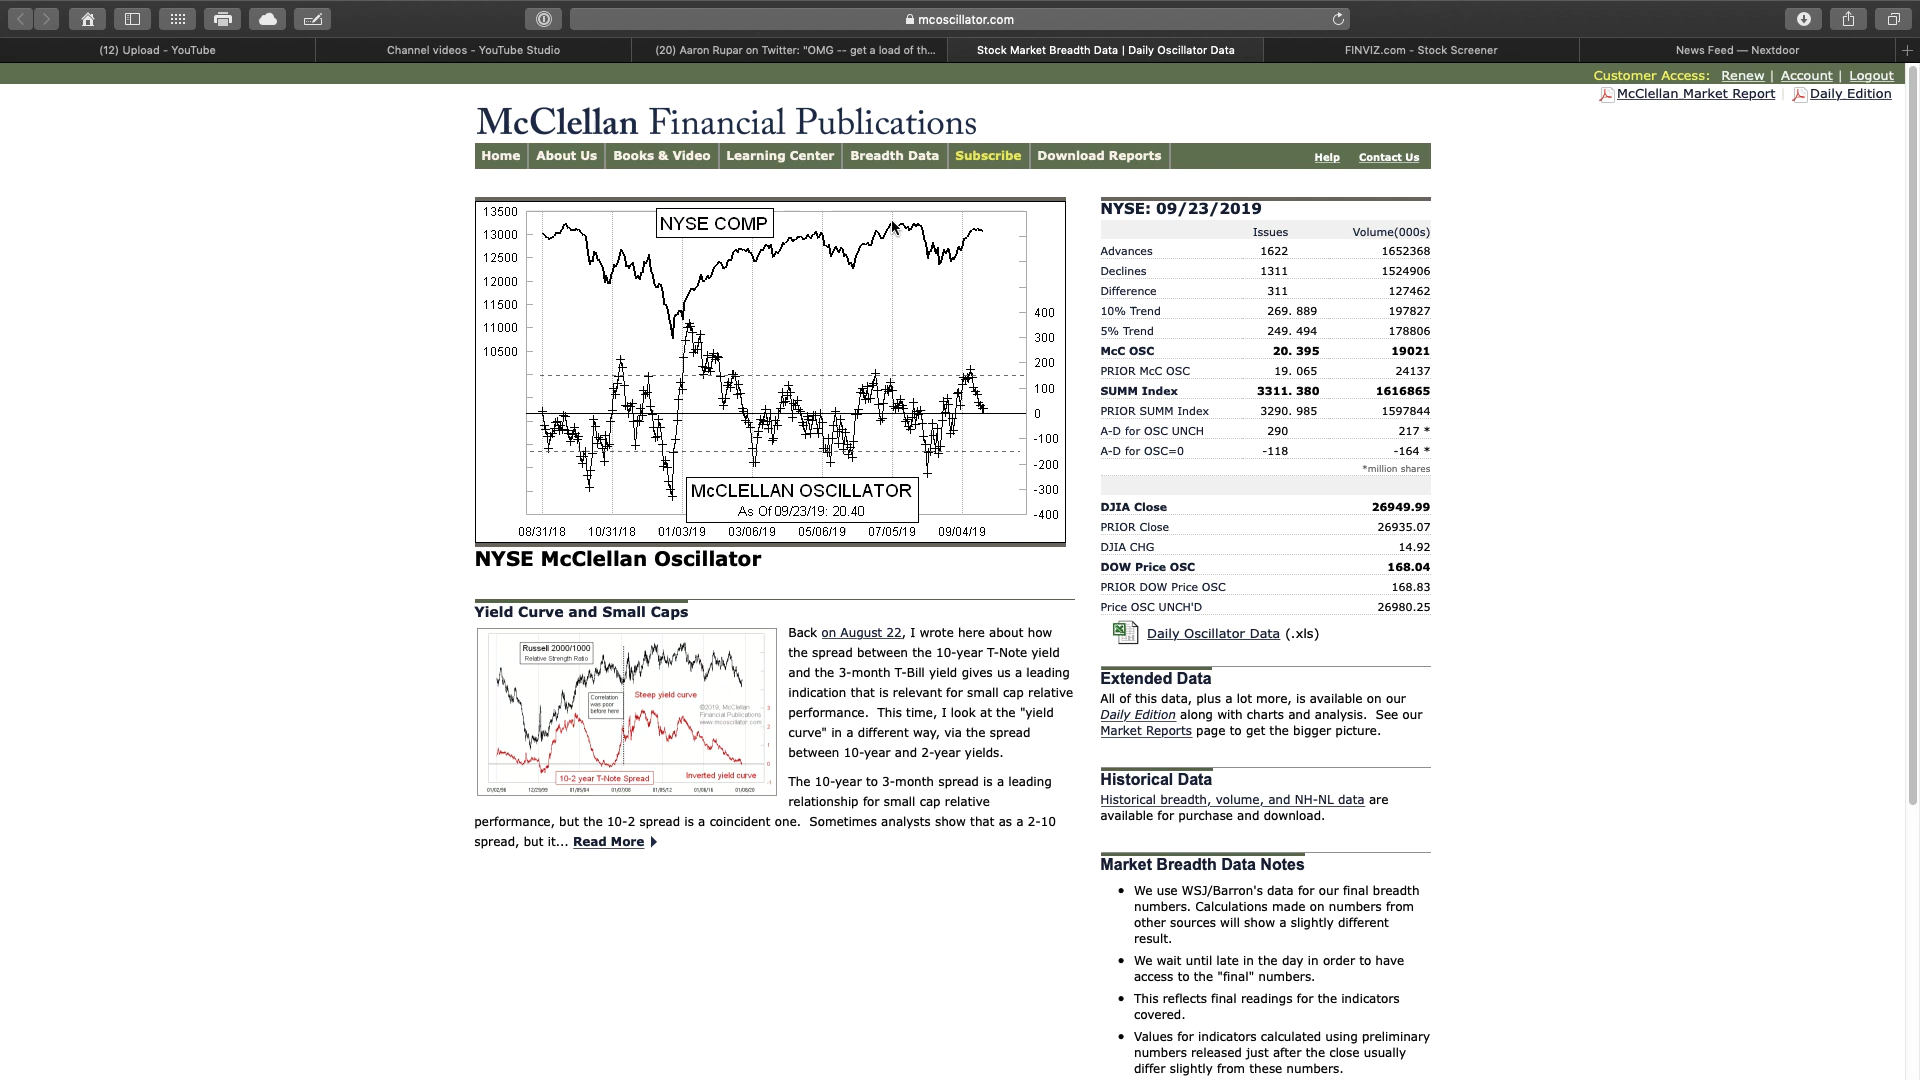 mcoscillator.com
(12) Upload - YouTube
Channel videos - YouTube Studio
(20) Aaron Rupar on Twitter: "OMG -- get a load of th...
Stock Market Breadth Data | Daily Oscillator Data
FINVIZ.com - Stock Screener
News Feed — Nextdoor
Customer Access: Renew | Account | Logout
McClellan Market Report | Daily Edition
McClellan Financial Publications
Home About Us Books & Video Learning Center Breadth Data Subscribe Download Reports Help Contact Us
NYSE COMP
13500
13000
12500
12000
11500
11000
10500
400
300
200
100
0
-100
-200
-300
-400
McCLELLAN OSCILLATOR
As Of 09/23/19: 20.40
08/31/18 10/31/18 01/03/19 03/06/19 05/06/19 07/05/19 09/04/19
NYSE McClellan Oscillator
Yield Curve and Small Caps
Russell 2000/1000
Relative Strength Ratio
Correlation
was poor
before here
Steep yield curve
©2019, McClellan
Financial Publications
www.mcoscillator.com
3
2
1
0
-1
10-2 year T-Note Spread
Inverted yield curve
Back on August 22, I wrote here about how
the spread between the 10-year T-Note yield
and the 3-month T-Bill yield gives us a leading
indication that is relevant for small cap relative
performance.  This time, I look at the "yield
curve" in a different way, via the spread
between 10-year and 2-year yields.
The 10-year to 3-month spread is a leading
relationship for small cap relative
performance, but the 10-2 spread is a coincident one.  Sometimes analysts show that as a 2-10
spread, but it... Read More
NYSE: 09/23/2019
Issues Volume(000s)
Advances 1622 1652368
Declines 1311 1524906
Difference 311 127462
10% Trend 269. 889 197827
5% Trend 249. 494 178806
McC OSC 20. 395 19021
PRIOR McC OSC 19. 065 24137
SUMM Index 3311. 380 1616865
PRIOR SUMM Index 3290. 985 1597844
A-D for OSC UNCH 290 217 *
A-D for OSC=0 -118 -164 *
*million shares
DJIA Close 26949.99
PRIOR Close 26935.07
DJIA CHG 14.92
DOW Price OSC 168.04
PRIOR DOW Price OSC 168.83
Price OSC UNCH'D 26980.25
Daily Oscillator Data (.xls)
Extended Data
All of this data, plus a lot more, is available on our
Daily Edition along with charts and analysis.  See our
Market Reports page to get the bigger picture.
Historical Data
Historical breadth, volume, and NH-NL data are
available for purchase and download.
Market Breadth Data Notes
• We use WSJ/Barron's data for our final breadth
numbers. Calculations made on numbers from
other sources will show a slightly different
result.
• We wait until late in the day in order to have
access to the "final" numbers.
• This reflects final readings for the indicators
covered.
• Values for indicators calculated using preliminary
numbers released just after the close usually
differ slightly from these numbers.